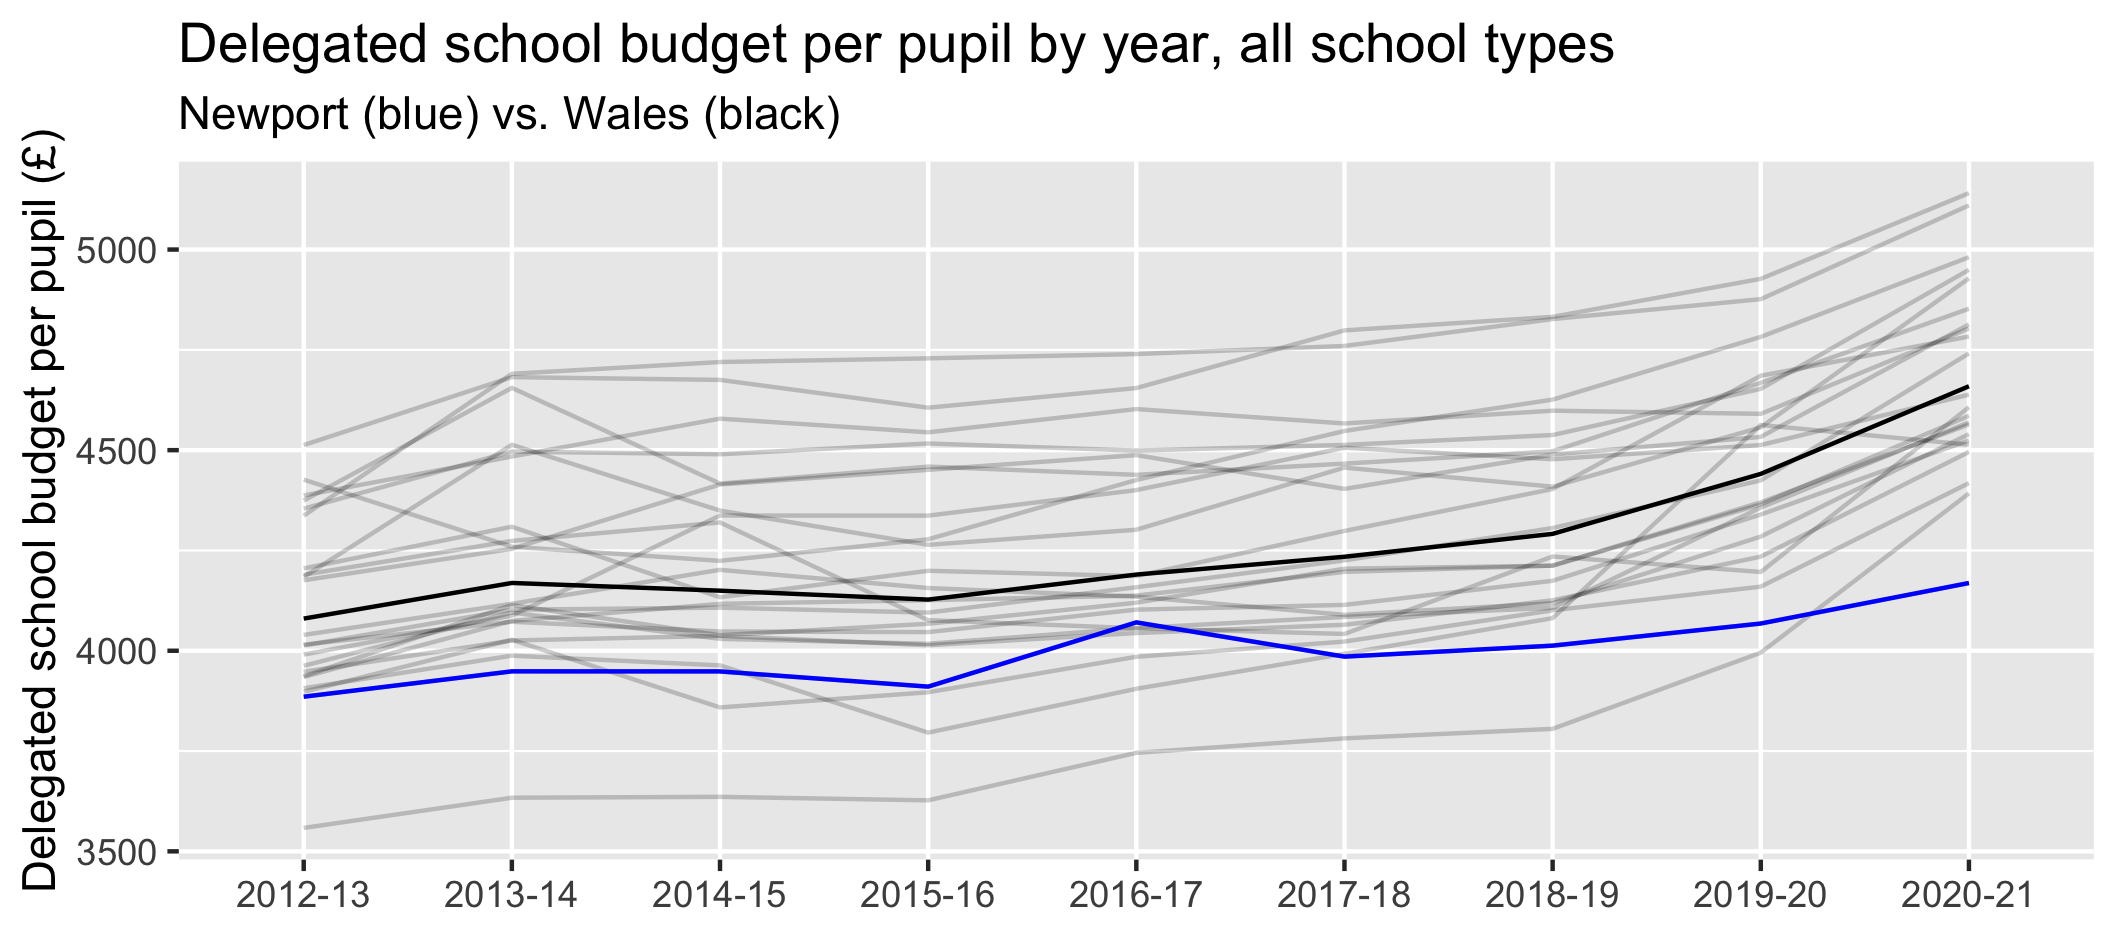 Delegated school budget per pupil by year, all school types
Newport (blue) vs. Wales (black)
Delegated school budget per pupil (£)
5000
4500
4000
3500
2012-13 2013-14 2014-15 2015-16 2016-17 2017-18 2018-19 2019-20 2020-21